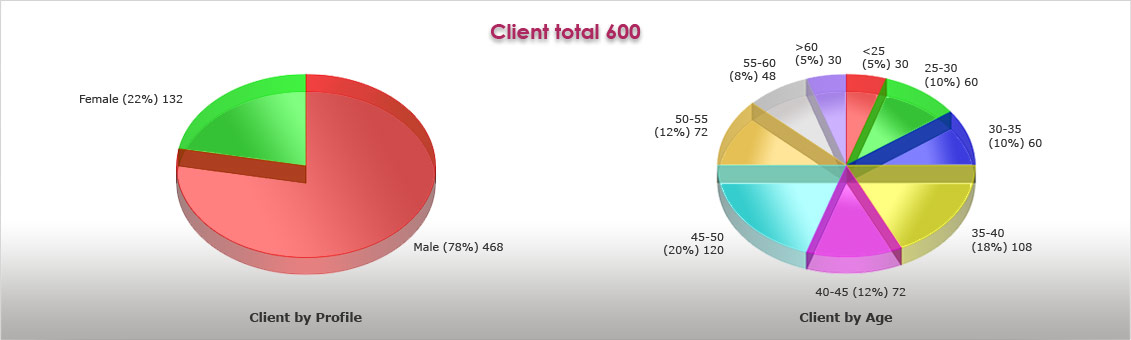 Client total 600
Female (22%) 132
Male (78%) 468
Client by Profile
>60
(5%) 30
<25
(5%) 30
55-60
(8%) 48
25-30
(10%) 60
50-55
(12%) 72
30-35
(10%) 60
45-50
(20%) 120
35-40
(18%) 108
40-45 (12%) 72
Client by Age